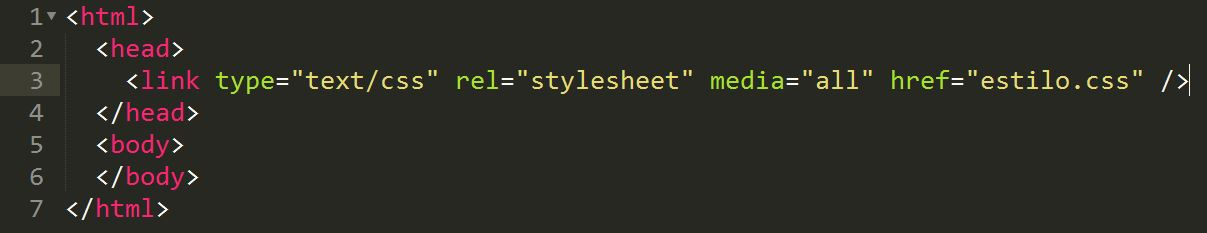 1 <html>
2 <head>
3 <link type="text/css" rel="stylesheet" media="all" href="estilo.css" />
4 </head>
5 <body>
6 </body>
7 </html>